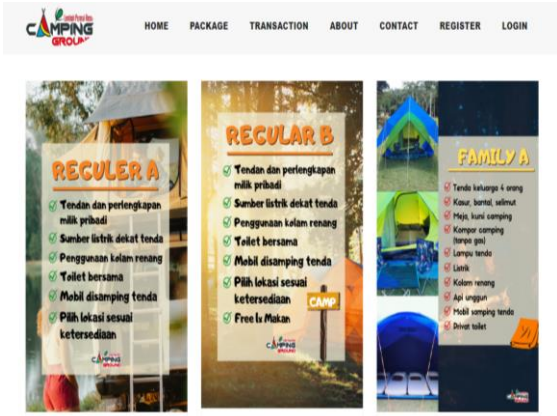 CAMPING
GROUND
HOME PACKAGE TRANSACTION ABOUT CONTACT REGISTER LOGIN
REGULER A
Tendan dan perlengkapan
milik pribadi
Sumber listrik dekat tenda
Penggunaan kolam renang
Toilet bersama
Mobil disamping tenda
Pilih lokasi sesuai
ketersediaan
CAMPING
GROUND
REGULAR B
Tendan dan perlengkapan
milik pribadi
Sumber listrik dekat tenda
Penggunaan kolam renang
Toilet bersama
Mobil disamping tenda
Pilih lokasi sesuai
ketersediaan
Free 1x Makan
CAMP
CAMPING
GROUND
FAMILY A
Tenda keluarga 4 orang
Kasur, bantal, selimut
Meja, kursi camping
Kompor camping
(tanpa gas)
Lampu tenda
Listrik
Kolam renang
Api unggun
Mobil samping tenda
Privat toilet